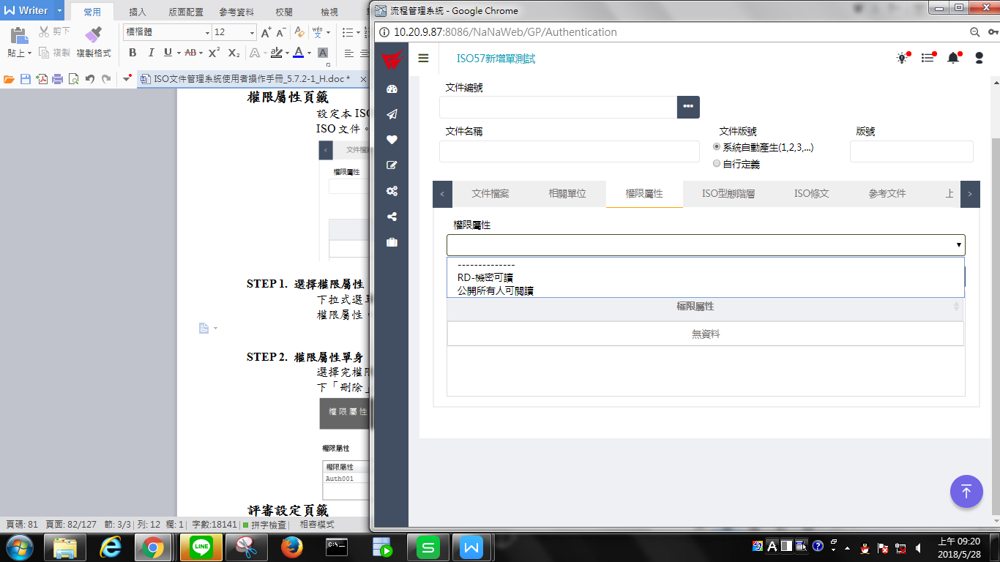 Writer
常用
插入
版面配置
參考資料
校閱
檢視
貼上
剪下
複製
複製格式
標楷體
12
B I U AB X² X₂ A A A
ISO文件管理系統使用者操作手冊_5.7.2-1_H.doc *
權限屬性頁籤
設定本 ISO
ISO 文件。
文件檔案
權限屬性
STEP 1. 選擇權限屬性
下拉式選單
權限屬性，
STEP 2. 權限屬性單身
選擇完權限
下「刪除」
權限屬性
權限屬性
權限屬性
Auth001
評審設定頁籤
頁碼: 81 頁面: 82/127 節: 3/3 列: 12 欄: 1 字數:18141 拼字檢查 相容模式
流程管理系統 - Google Chrome
10.20.9.87:8086/NaNaWeb/GP/Authentication
ISO57新增單測試
文件編號
文件名稱
文件版號
版號
系統自動產生(1,2,3,...)
自行定義
< 文件檔案 相關單位 權限屬性 ISO型態階層 ISO條文 參考文件 上 >
權限屬性
--------------
RD-機密可讀
公開所有人可閱讀
權限屬性
無資料
LINE
C:\_
S
W
A
上午 09:20
2018/5/28